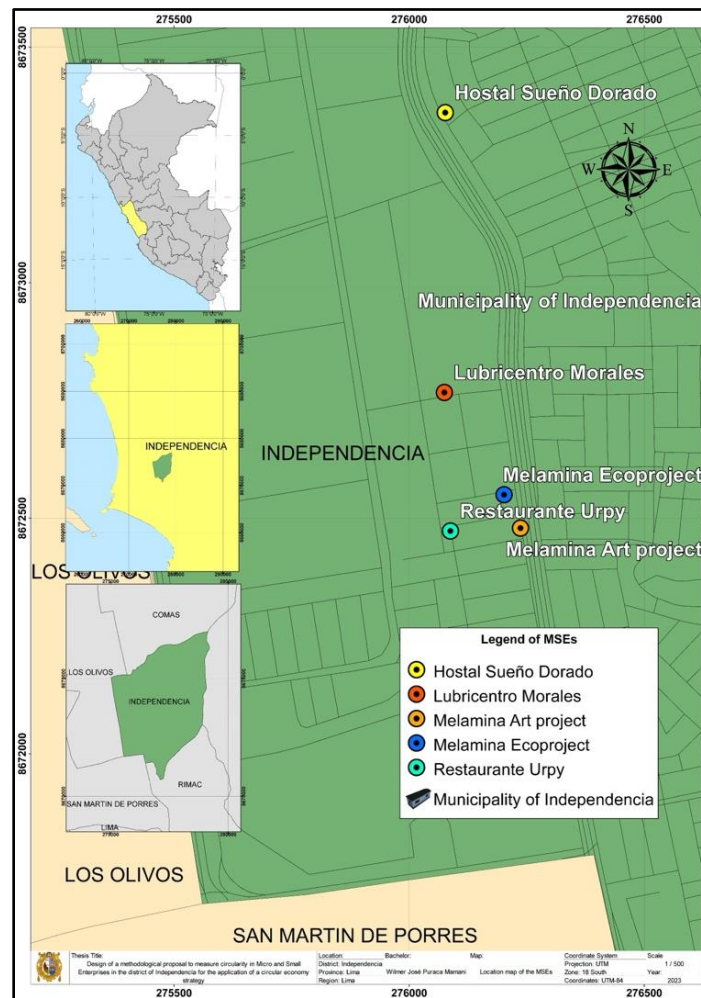 275500 276000 276500
8673500
8673000
8672500
8672000
Hostal Sueño Dorado
N
W E
S
Municipality of Independencia
Lubricentro Morales
INDEPENDENCIA
Melamina Ecoproject
Restaurante Urpy
Melamina Art project
INDEPENDENCIA
LOS OLIVOS
COMAS
LOS OLIVOS
INDEPENDENCIA
RIMAC
SAN MARTIN DE PORRES
LIMA
Legend of MSEs
Hostal Sueño Dorado
Lubricentro Morales
Melamina Art project
Melamina Ecoproject
Restaurante Urpy
Municipality of Independencia
LOS OLIVOS
SAN MARTIN DE PORRES
Thesis Title:
Design of a methodological proposal to measure circularity in Micro and Small
Enterprises in the district of Independencia for the application of a circular economy
strategy
Location:
District: Independencia
Province: Lima
Region: Lima
Bachelor:
Wilmer José Puraca Mamani
Map:
Location map of the MSEs
Coordinate System
Projection: UTM
Zone: 18 South
Coordinates: UTM-84
Scale
1 / 500
Year:
2023
275500 276000 276500